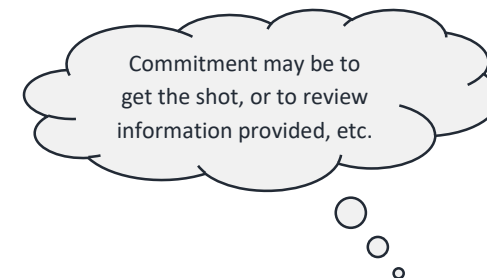 Commitment may be to
get the shot, or to review
information provided, etc.